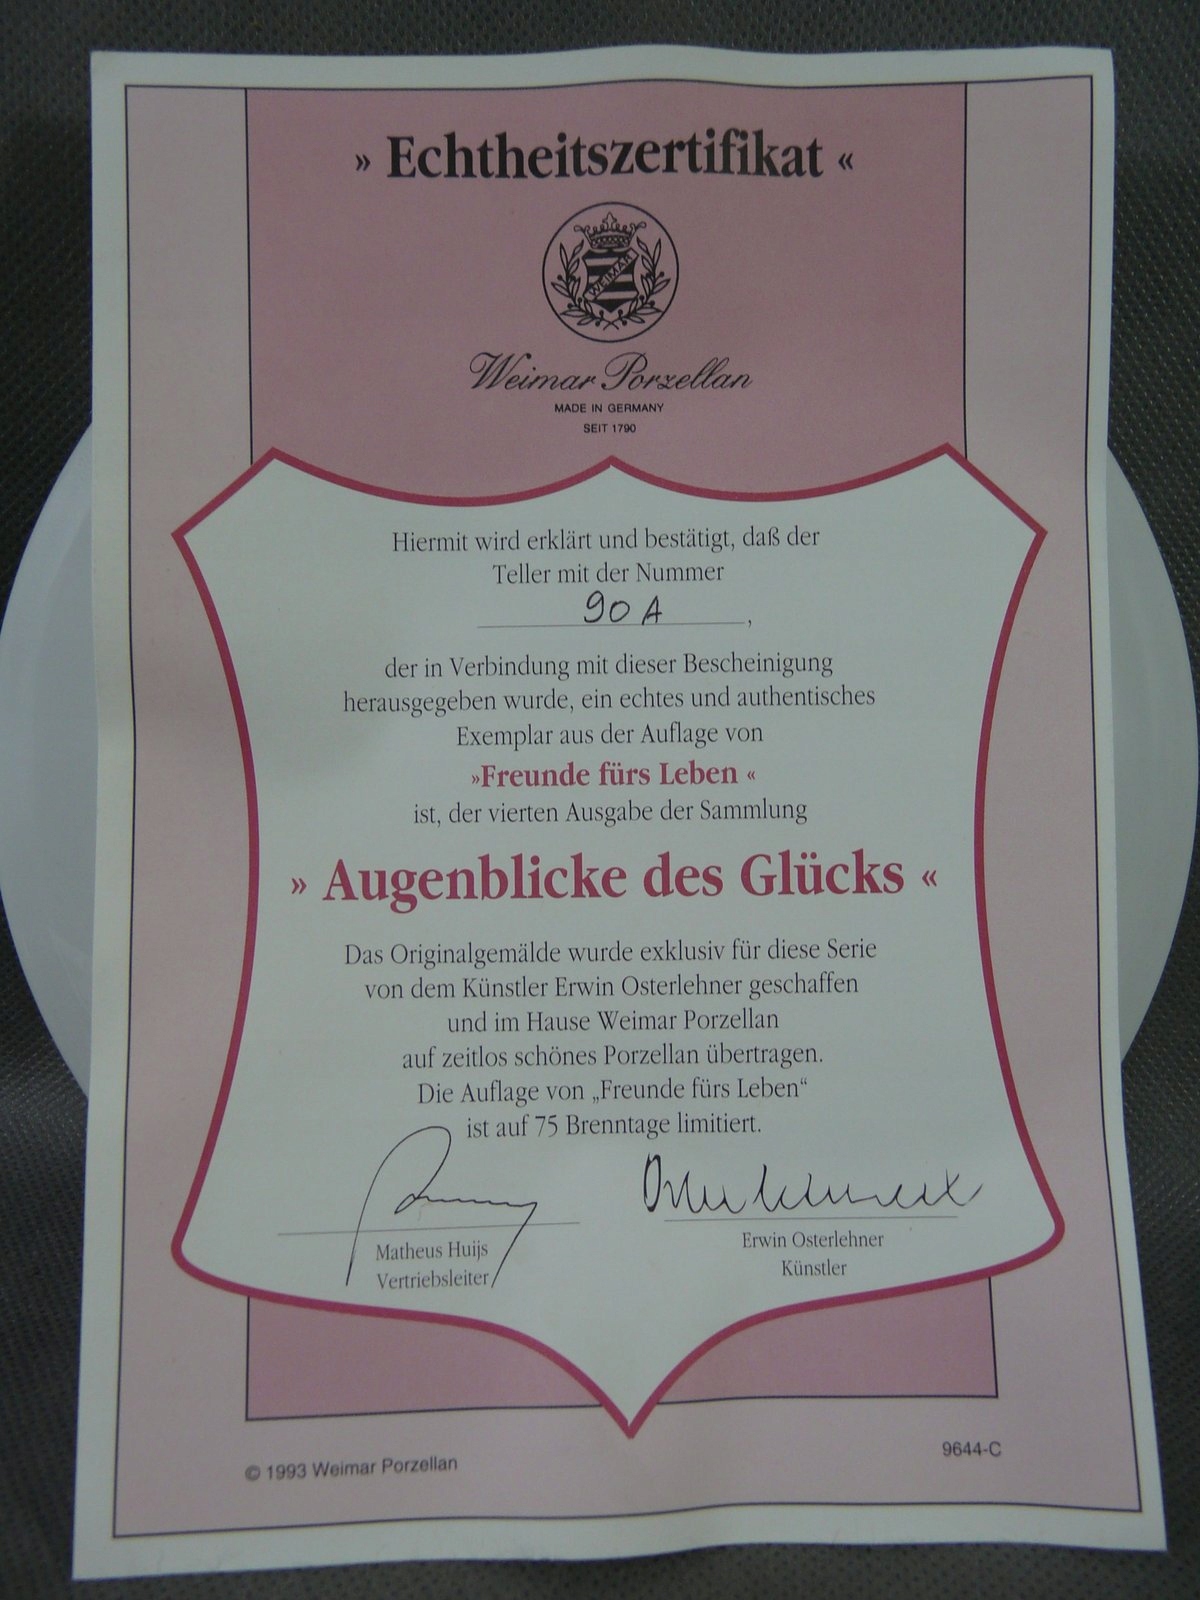 » Echtheitszertifikat «
WEIMAR
Weimar Porzellan
MADE IN GERMANY
SEIT 1790
Hiermit wird erklärt und bestätigt, daß der
Teller mit der Nummer
90 A,
der in Verbindung mit dieser Bescheinigung
herausgegeben wurde, ein echtes und authentisches
Exemplar aus der Auflage von
»Freunde fürs Leben «
ist, der vierten Ausgabe der Sammlung
» Augenblicke des Glücks «
Das Originalgemälde wurde exklusiv für diese Serie
von dem Künstler Erwin Osterlehner geschaffen
und im Hause Weimar Porzellan
auf zeitlos schönes Porzellan übertragen.
Die Auflage von „Freunde fürs Leben“
ist auf 75 Brenntage limitiert.
Matheus Huijs
Vertriebsleiter
Erwin Osterlehner
Künstler
© 1993 Weimar Porzellan
9644-C